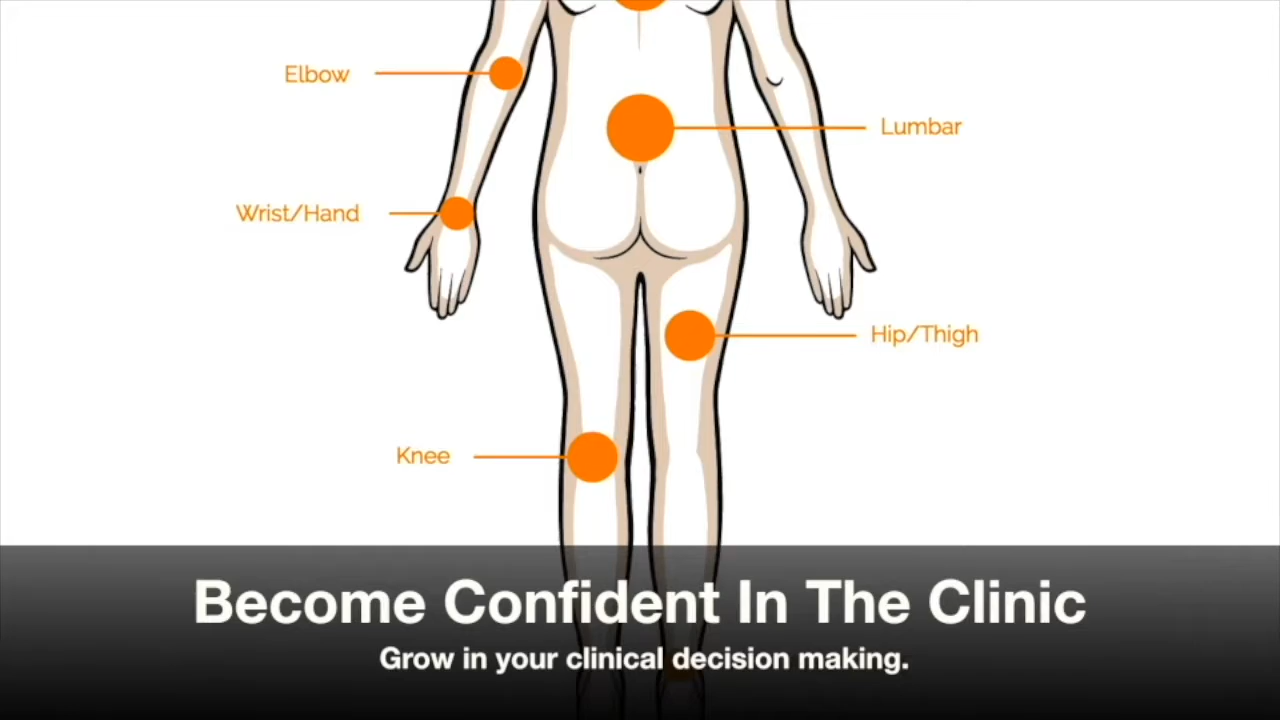 Elbow
Lumbar
Wrist/Hand
Hip/Thigh
Knee
Become Confident In The Clinic
Grow in your clinical decision making.